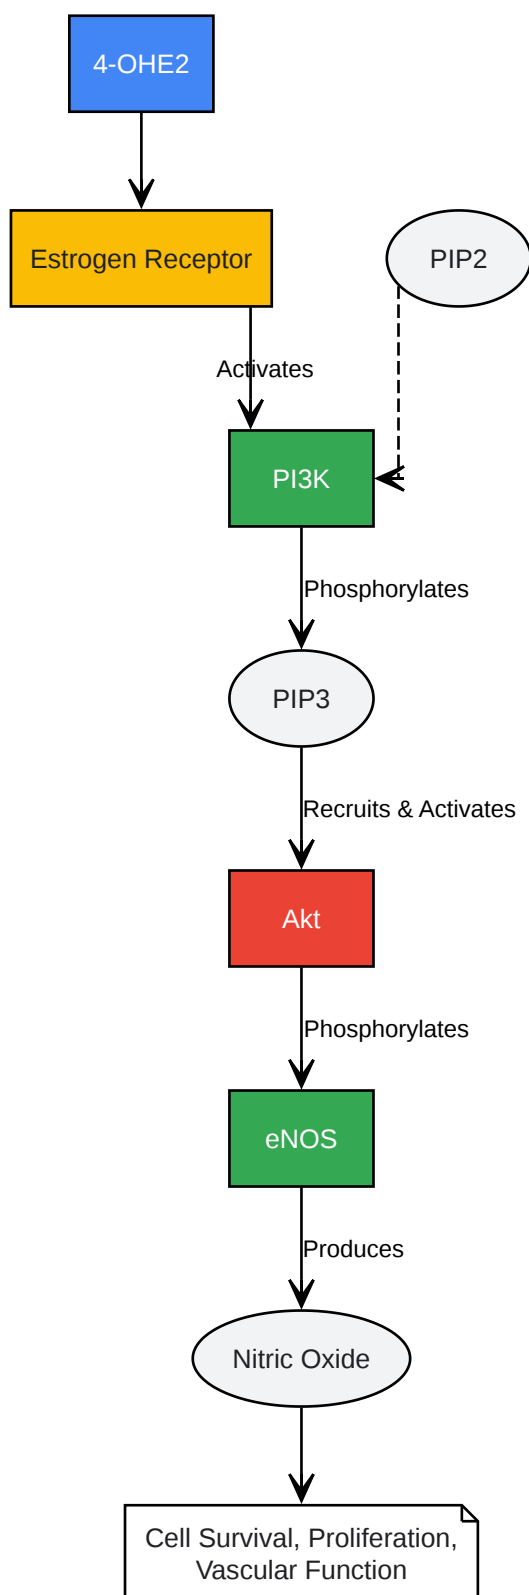 4-OHE2
Estrogen Receptor
PIP2
Activates
PI3K
Phosphorylates
PIP3
Recruits & Activates
Akt
Phosphorylates
eNOS
Produces
Nitric Oxide
Cell Survival, Proliferation,
Vascular Function